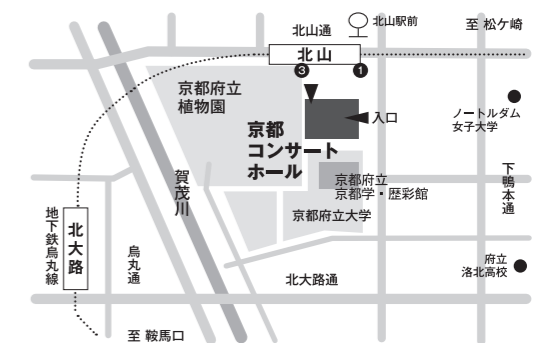 北山通
北山駅前
至 松ケ崎
北山
3
1
京都府立
植物園
入口
ノートルダム
女子大学
京都
コンサート
ホール
賀茂川
京都府立
京都学・歴彩館
下鴨本通
京都府立大学
地下鉄烏丸線
北大路
烏丸通
北大路通
府立
洛北高校
至 鞍馬口